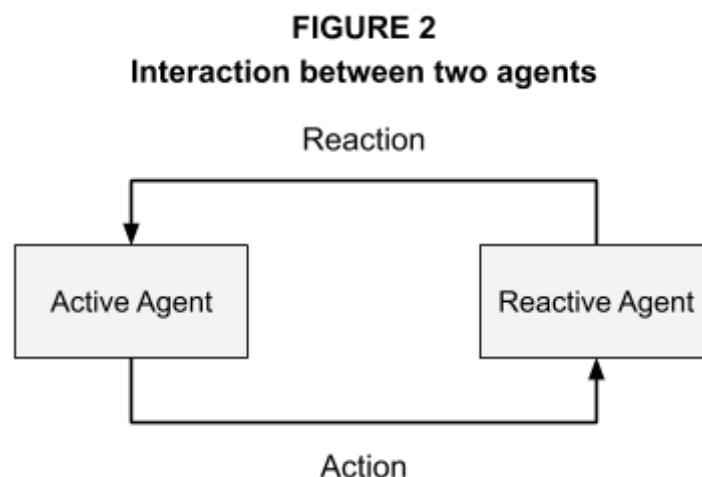 FIGURE 2
Interaction between two agents
Reaction
Active Agent
Reactive Agent
Action